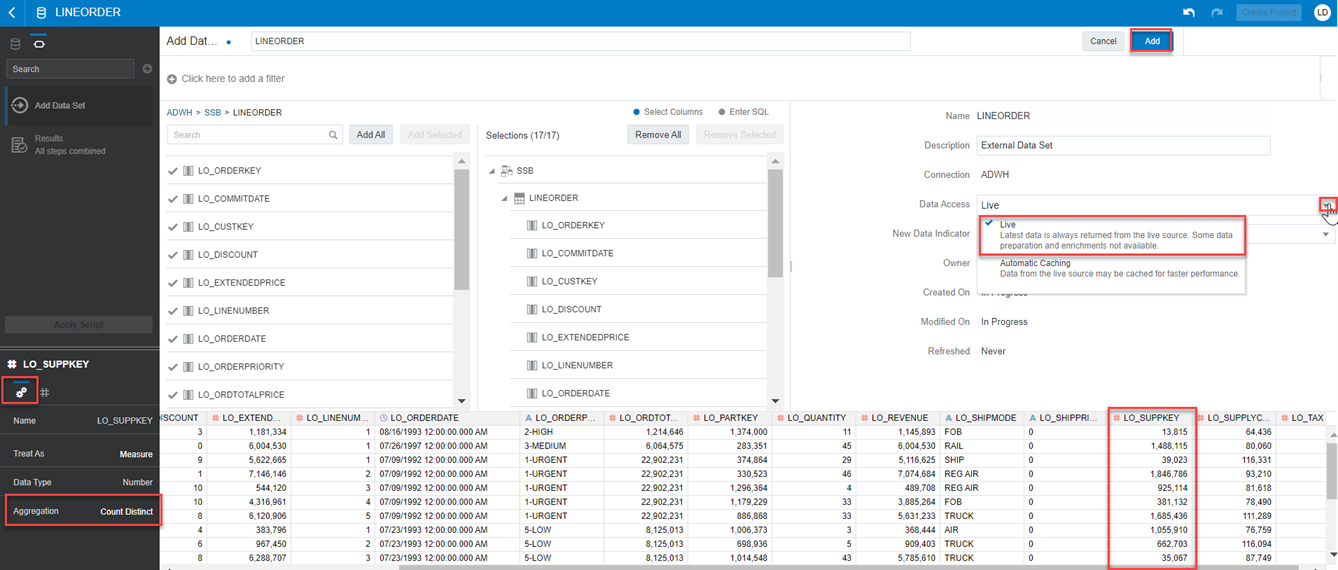 LINEORDER
Create Project
LD
Add Dat...
LINEORDER
Cancel
Add
Search
Click here to add a filter
Add Data Set
Results
All steps combined
Apply Script
ADWH > SSB > LINEORDER
Select Columns
Enter SQL
Search
Add All
Add Selected
Selections (17/17)
Remove All
Remove Selected
LO_ORDERKEY
LO_COMMITDATE
LO_CUSTKEY
LO_DISCOUNT
LO_EXTENDEDPRICE
LO_LINENUMBER
LO_ORDERDATE
LO_ORDERPRIORITY
LO_ORDTOTALPRICE
SSB
LINEORDER
LO_ORDERKEY
LO_COMMITDATE
LO_CUSTKEY
LO_DISCOUNT
LO_EXTENDEDPRICE
LO_LINENUMBER
LO_ORDERDATE
Name LINEORDER
Description External Data Set
Connection ADWH
Data Access Live
Live
Latest data is always returned from the live source. Some data
preparation and enrichments not available.
New Data Indicator
Automatic Caching
Data from the live source may be cached for faster performance.
Owner
Created On In Progress
Modified On In Progress
Refreshed Never
LO_SUPPKEY
Name LO_SUPPKEY
Treat As Measure
Data Type Number
Aggregation Count Distinct
ISCOUNT LO_EXTEND... LO_LINENUM... LO_ORDERDATE LO_ORDERP... LO_ORDTOT... LO_PARTKEY LO_QUANTITY LO_REVENUE LO_SHIPMODE LO_SHIPPRI... LO_SUPPKEY LO_SUPPLYC... LO_TAX
3 1,181,334 1 08/16/1993 12:00:00.000 AM 2-HIGH 1,214,646 1,374,000 11 1,145,893 FOB 0 13,815 64,436
0 6,004,530 1 07/26/1993 12:00:00.000 AM 3-MEDIUM 6,064,575 283,351 45 6,004,530 RAIL 0 1,488,115 80,060
9 5,622,665 1 07/09/1992 12:00:00.000 AM 1-URGENT 22,902,231 374,864 29 5,116,625 SHIP 0 39,023 116,331
1 7,146,146 2 07/09/1992 12:00:00.000 AM 1-URGENT 22,902,231 330,523 46 7,074,684 REG AIR 0 1,846,786 93,210
10 544,120 3 07/09/1992 12:00:00.000 AM 1-URGENT 22,902,231 1,296,364 4 489,708 REG AIR 0 925,114 81,618
10 4,316,961 4 07/09/1992 12:00:00.000 AM 1-URGENT 22,902,231 1,179,229 33 3,885,264 FOB 0 381,132 78,490
8 6,120,906 5 07/09/1992 12:00:00.000 AM 1-URGENT 22,902,231 886,868 33 5,631,233 TRUCK 0 1,685,436 111,289
4 383,796 1 07/23/1993 12:00:00.000 AM 5-LOW 8,125,013 1,006,373 3 368,444 AIR 0 1,055,910 76,759
6 967,450 2 07/23/1993 12:00:00.000 AM 5-LOW 8,125,013 698,936 5 909,403 TRUCK 0 662,703 116,094
8 6,288,707 3 07/23/1993 12:00:00.000 AM 5-LOW 8,125,013 1,014,548 43 5,785,610 TRUCK 0 35,067 87,749